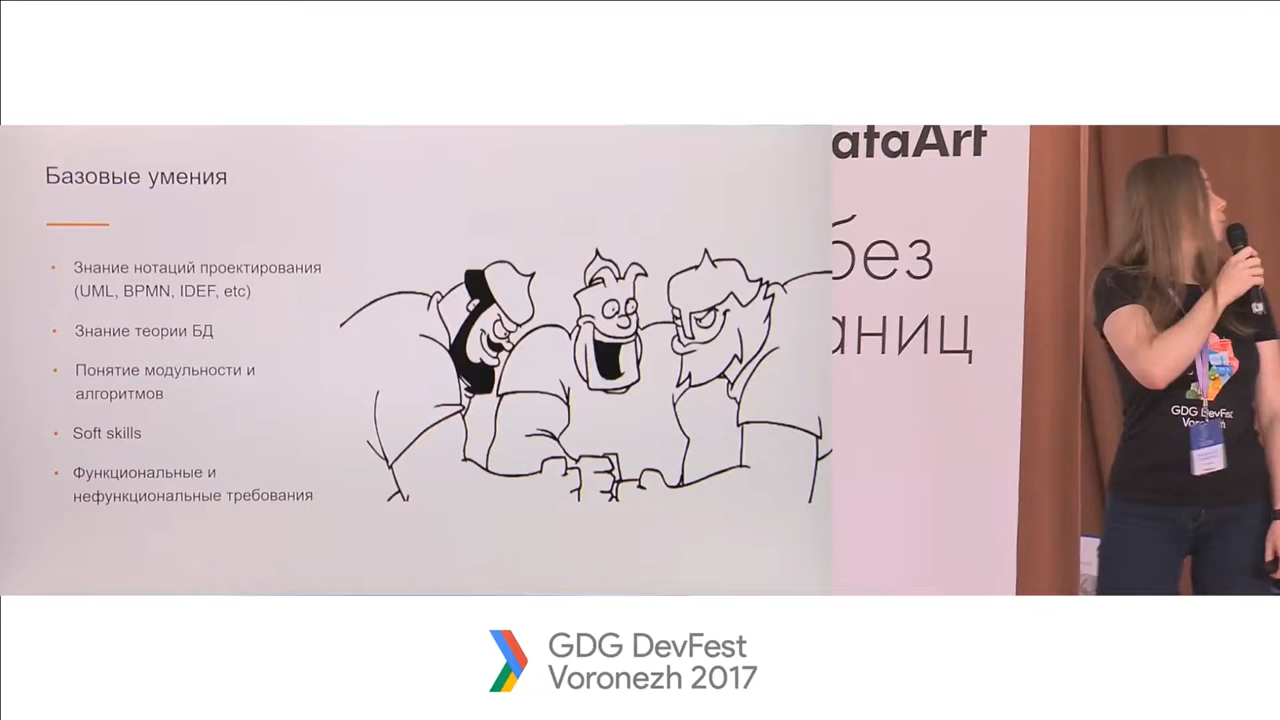 Базовые умения
Знание нотаций проектирования
(UML, BPMN, IDEF, etc)
Знание теории БД
Понятие модульности и
алгоритмов
Soft skills
Функциональные и
нефункциональные требования
ataArt
без
аниц
GDG DevFest
GDG DevFest
Voronezh 2017